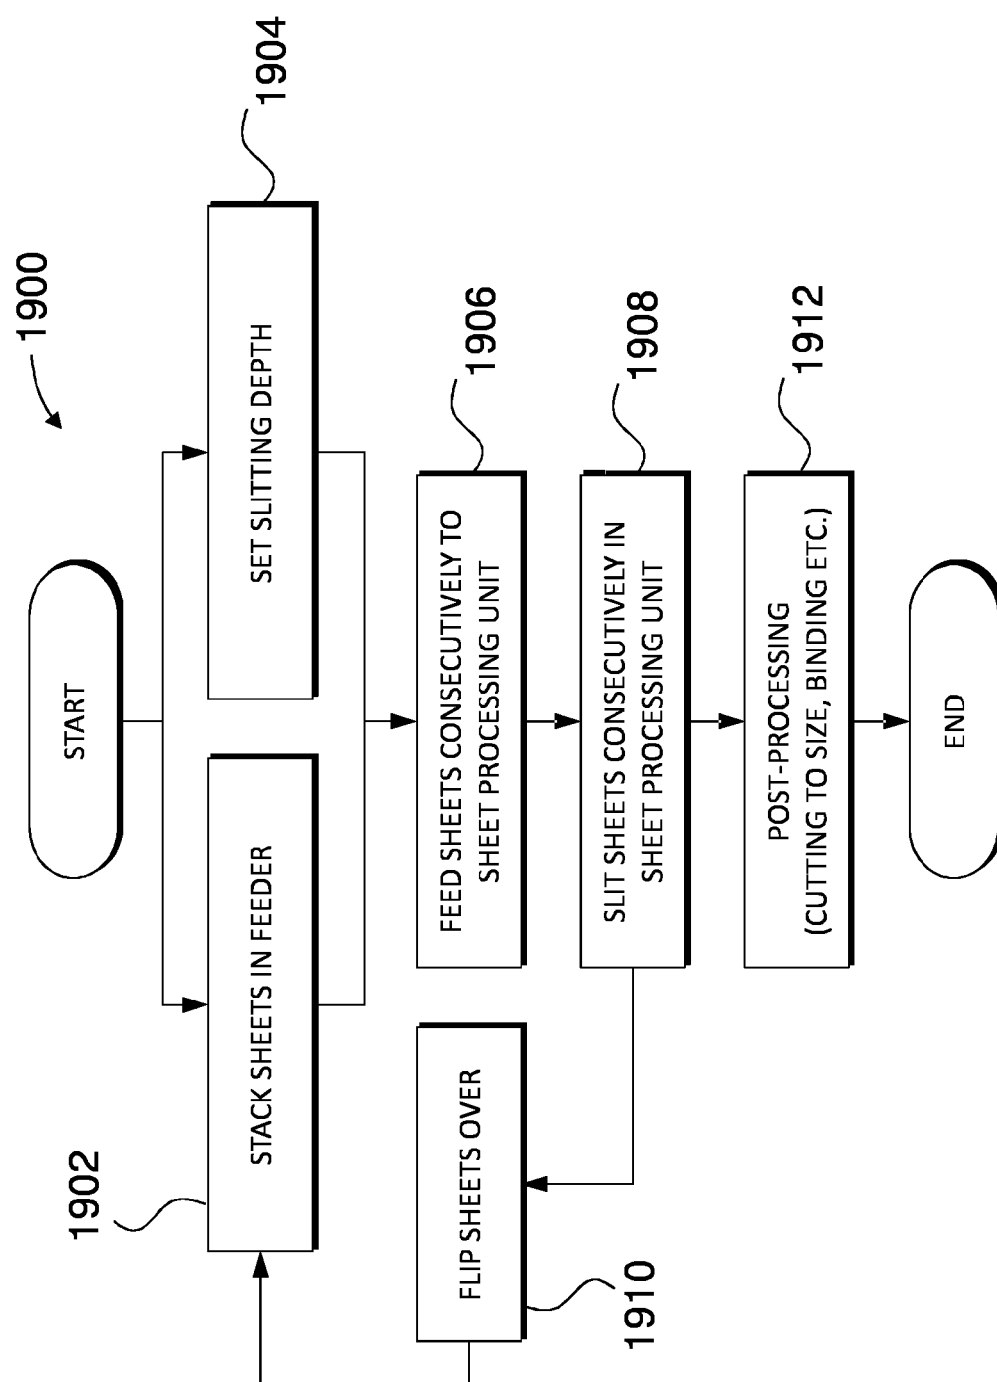 1900
START
1902
STACK SHEETS IN FEEDER
SET SLITTING DEPTH
1904
FEED SHEETS CONSECUTIVELY TO
SHEET PROCESSING UNIT
1906
SLIT SHEETS CONSECUTIVELY IN
SHEET PROCESSING UNIT
1908
FLIP SHEETS OVER
1910
POST-PROCESSING
(CUTTING TO SIZE, BINDING ETC.)
1912
END